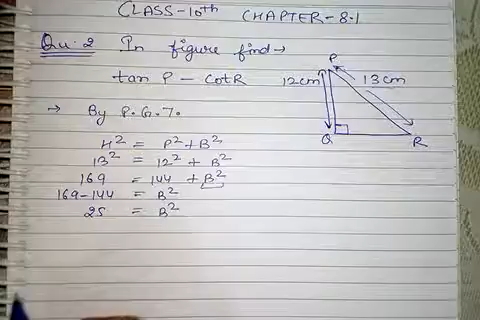 CLASS-10th CHAPTER-8.1
Qu.2 In figure find→
tan P - cot R
P
12cm
13cm
Q
R
→ By P.G.T.
H² = P²+B²
13² = 12² + B²
169 = 144 + B²
169-144 = B²
25 = B²